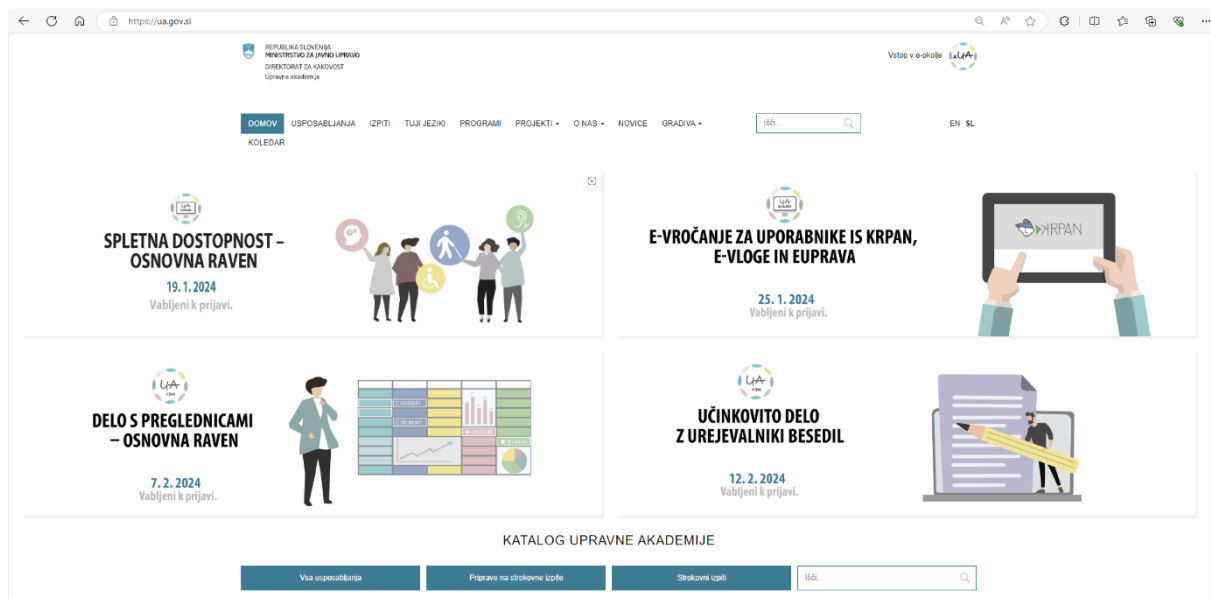 https://ua.gov.si
REPUBLIKA SLOVENIJA
MINISTRSTVO ZA JAVNO UPRAVO
DIREKTORAT ZA KAKOVOST
Upravna akademija
Vstop v e-okolje
UA
DOMOV USPOSABLJANJA IZPITI TUJI JEZIKI PROGRAMI PROJEKTI O NAS NOVICE GRADIVA
Išči...
EN SL
KOLEDAR
SPLETNA DOSTOPNOST –
OSNOVNA RAVEN
19. 1. 2024
Vabljeni k prijavi.
E-VROČANJE ZA UPORABNIKE IS KRPAN,
E-VLOGE IN EUPRAVA
25. 1. 2024
Vabljeni k prijavi.
KRPAN
UA
DELO S PREGLEDNICAMI
– OSNOVNA RAVEN
7. 2. 2024
Vabljeni k prijavi.
UA
UČINKOVITO DELO
Z UREJEVALNIKI BESEDIL
12. 2. 2024
Vabljeni k prijavi.
KATALOG UPRAVNE AKADEMIJE
Vsa usposabljanja
Priprave na strokovne izpite
Strokovni izpiti
Išči...